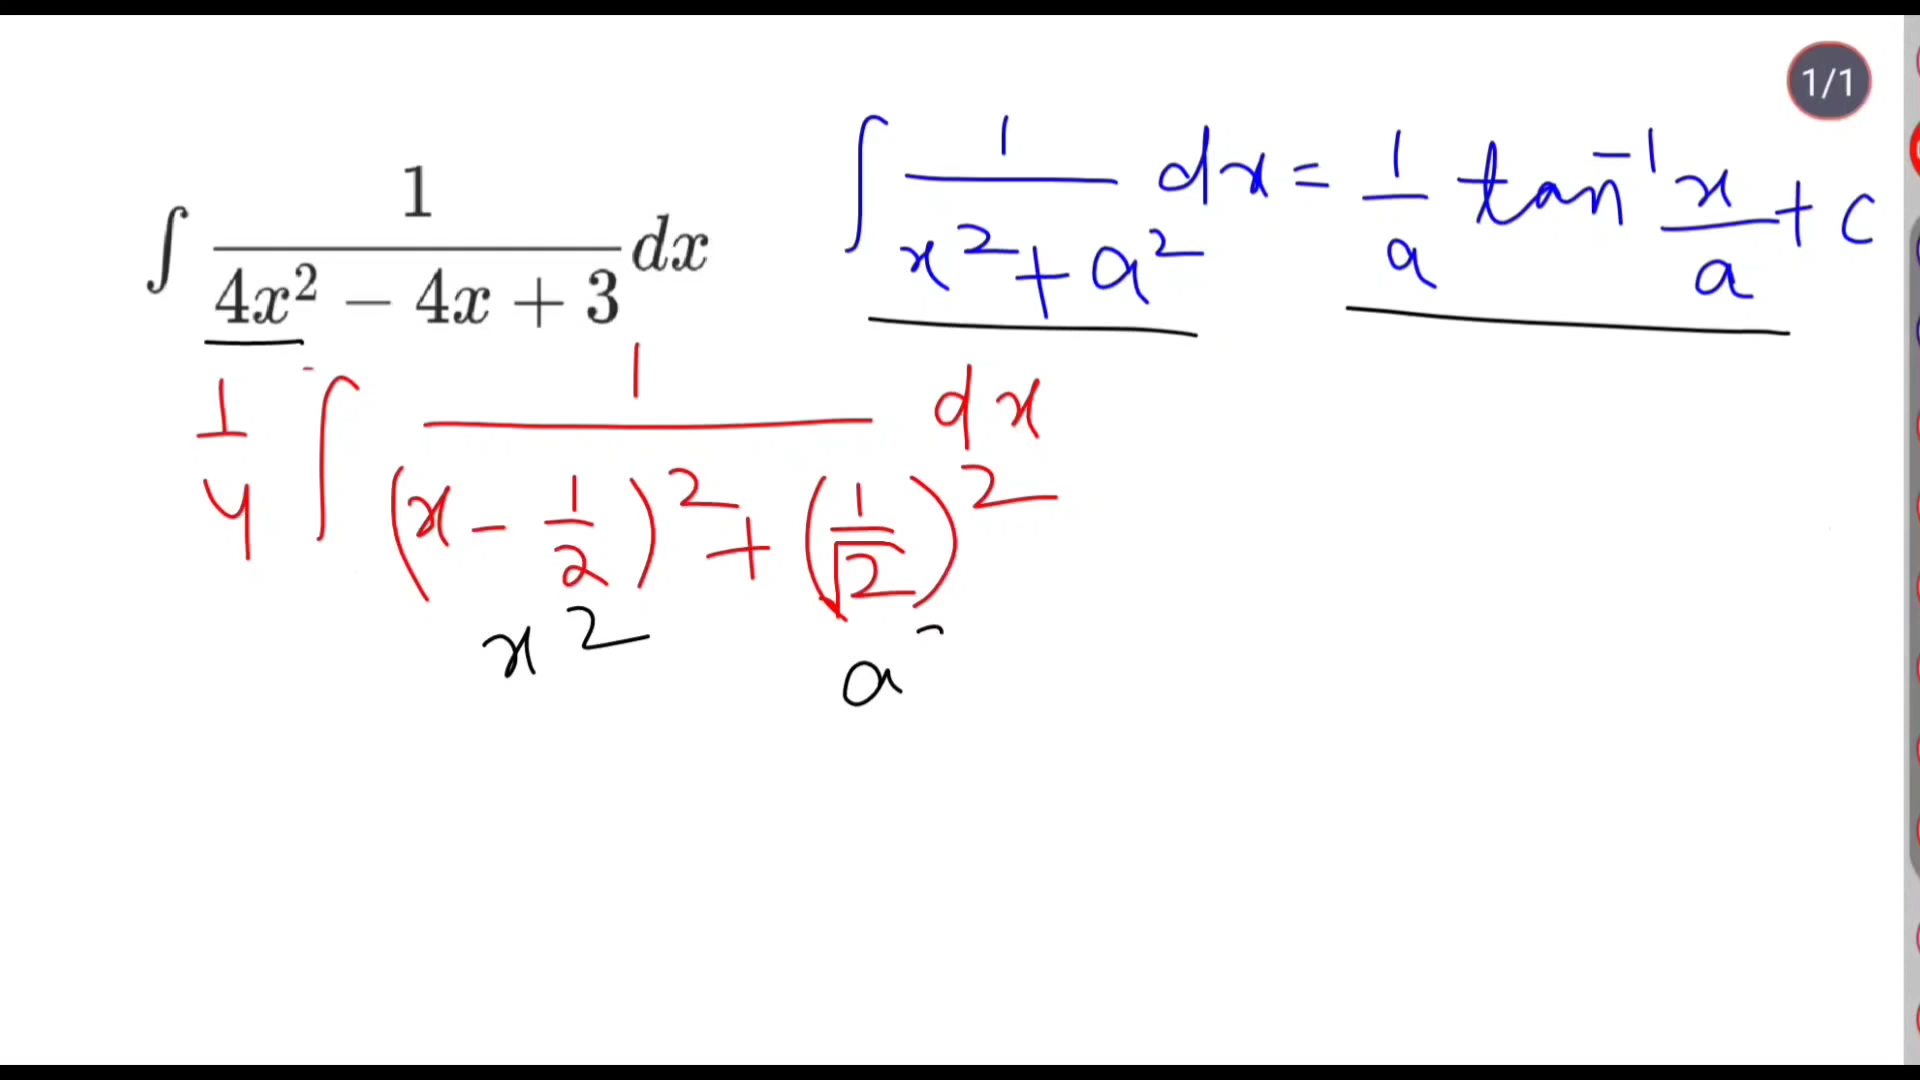 1/1
∫ 1/(4x² − 4x + 3) dx
∫ 1/(x² + a²) dx = 1/a tan⁻¹ x/a + c
1/4 ∫ 1/((x − 1/2)² + (1/√2)²) dx
x² a